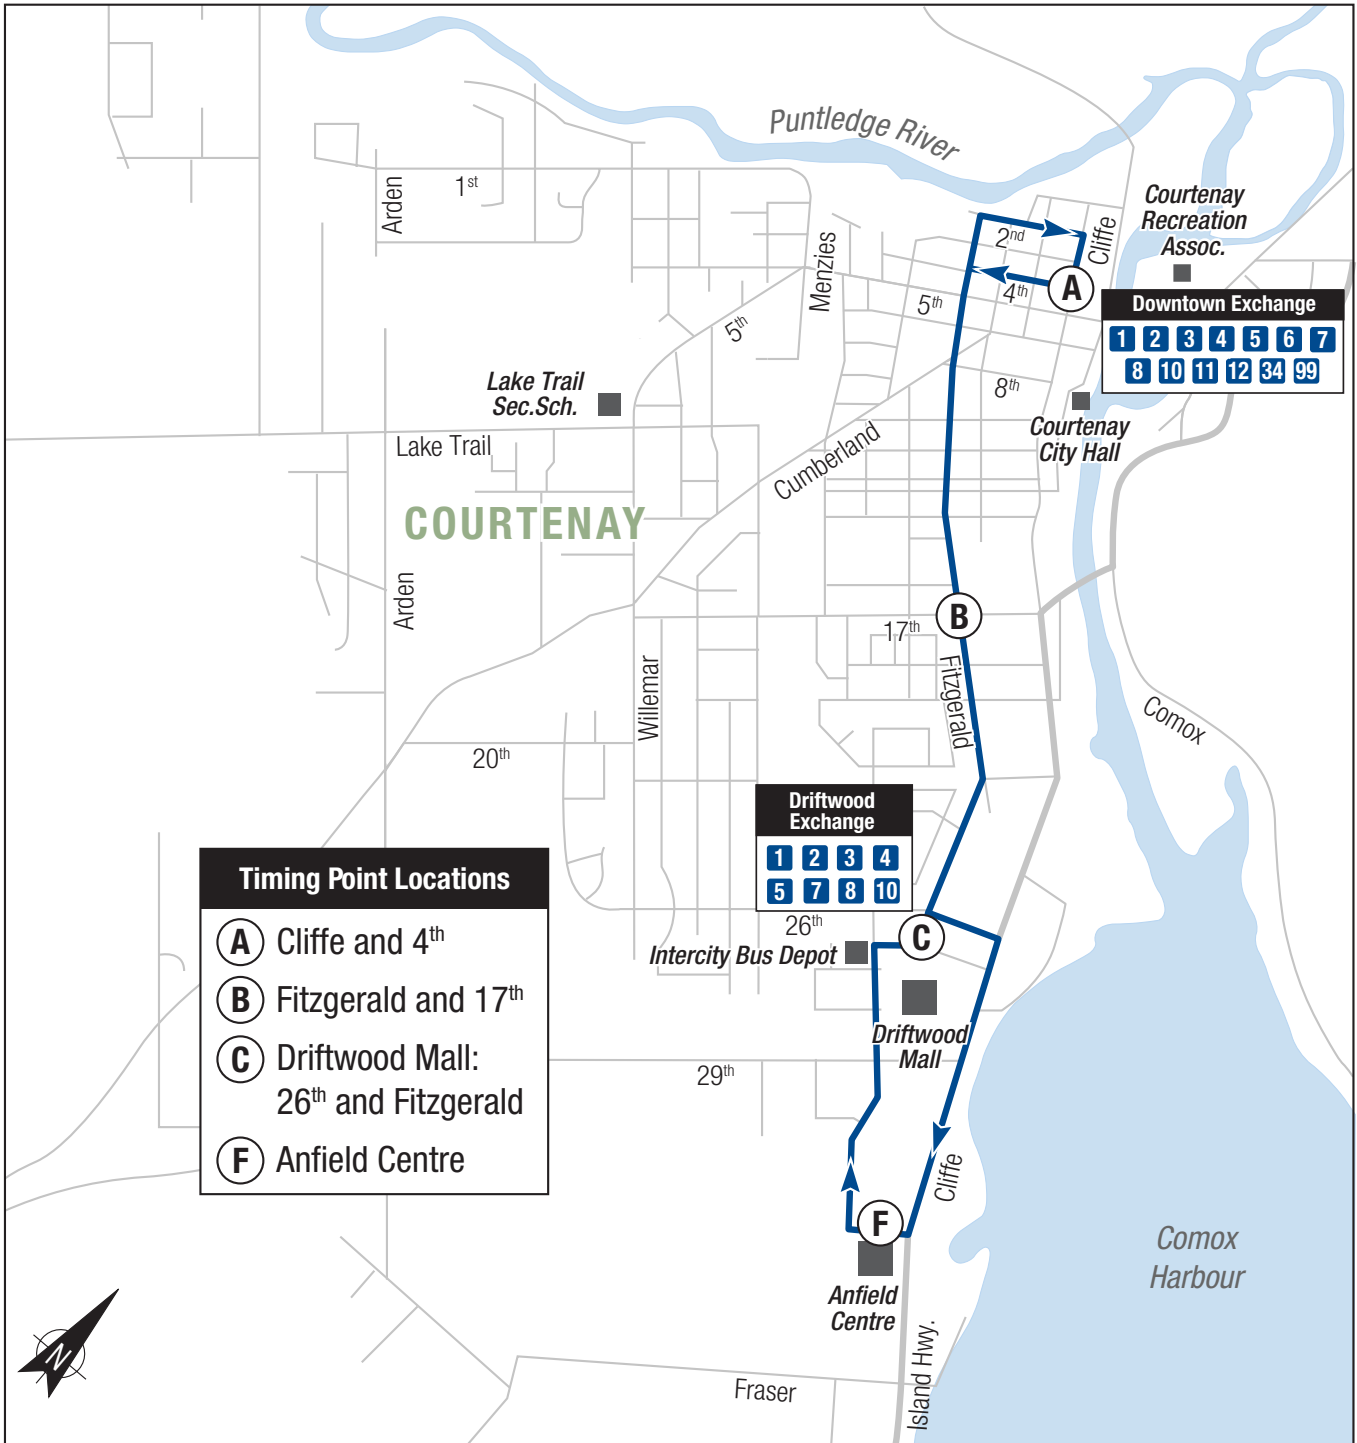 Puntledge River
Courtenay
Recreation
Assoc.
Arden
1st
Menzies
2nd
Cliffe
A
4th
5th
5th
Downtown Exchange
1 2 3 4 5 6 7
8 10 11 12 34 99
Lake Trail
Sec.Sch.
8th
Courtenay
City Hall
Lake Trail
Cumberland
COURTENAY
Arden
B
17th
Willemar
Fitzgerald
Comox
20th
Driftwood
Exchange
1 2 3 4
5 7 8 10
26th
C
Intercity Bus Depot
Driftwood
Mall
29th
Timing Point Locations
A Cliffe and 4th
B Fitzgerald and 17th
C Driftwood Mall:
26th and Fitzgerald
F Anfield Centre
Cliffe
F
Anfield
Centre
Comox
Harbour
N
Island Hwy.
Fraser